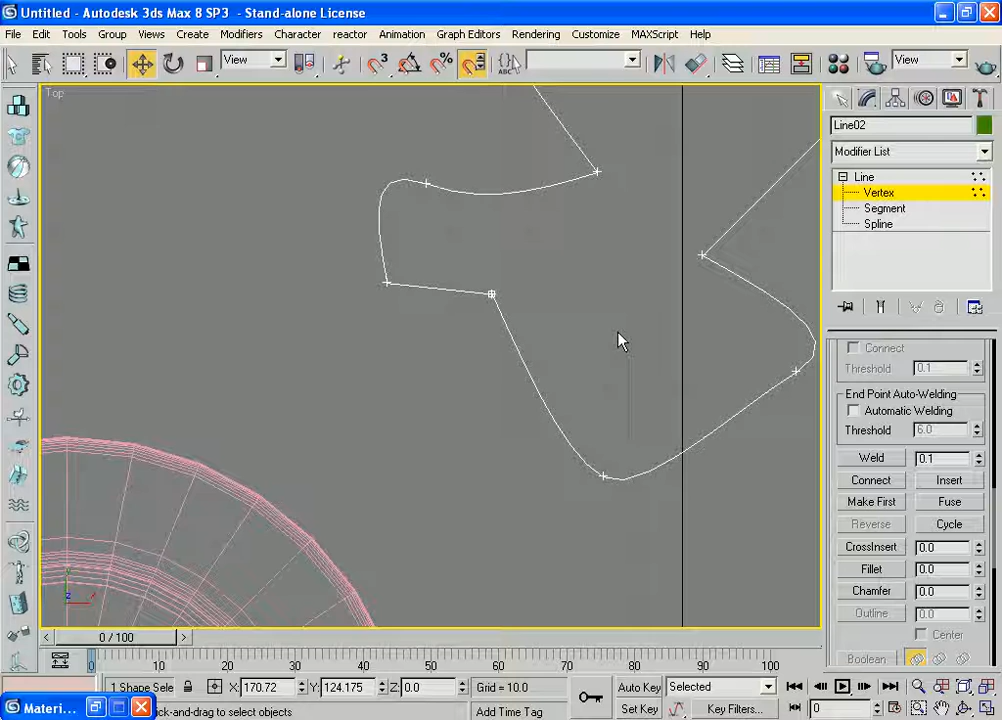 Untitled - Autodesk 3ds Max 8 SP3 - Stand-alone License
File Edit Tools Group Views Create Modifiers Character reactor Animation Graph Editors Rendering Customize MAXScript Help
View
ABC
View
Top
Line02
Modifier List
Line
Vertex
Segment
Spline
Connect
Threshold 0.1
End Point Auto-Welding
Automatic Welding
Threshold 6.0
Weld 0.1
Connect Insert
Make First Fuse
Reverse Cycle
CrossInsert 0.0
Fillet 0.0
Chamfer 0.0
Outline 0.0
Center
Boolean
0 / 100
0 10 20 30 40 50 60 70 80 90 100
1 Shape Sele X: 170.72 Y: 124.175 Z: 0.0 Grid = 10.0 Auto Key Selected
Materi... ick-and-drag to select objects Add Time Tag Set Key Key Filters... 0